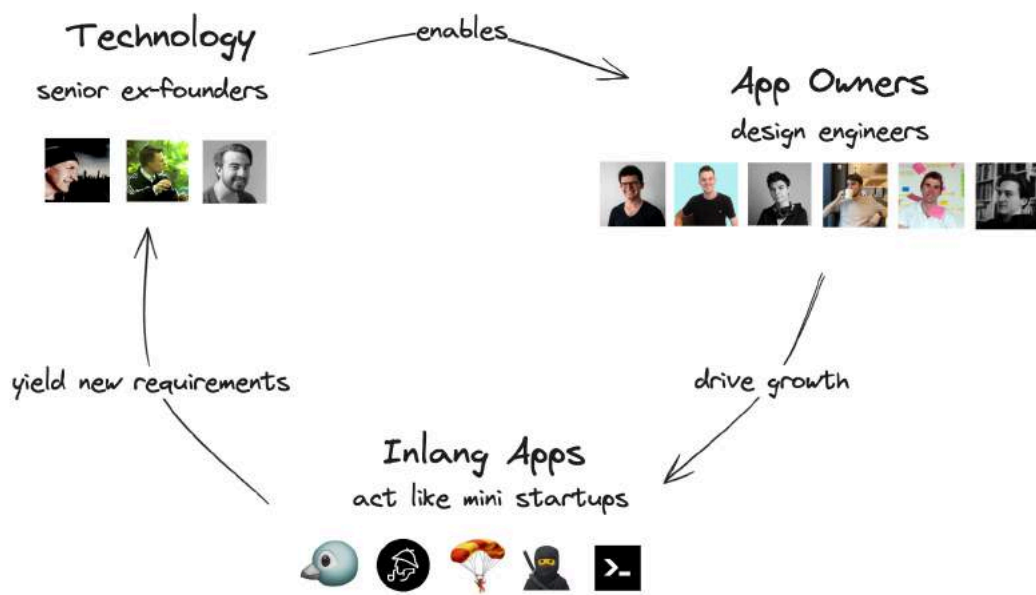 Technology
senior ex-founders
enables
App Owners
design engineers
yield new requirements
drive growth
Inlang Apps
act like mini startups